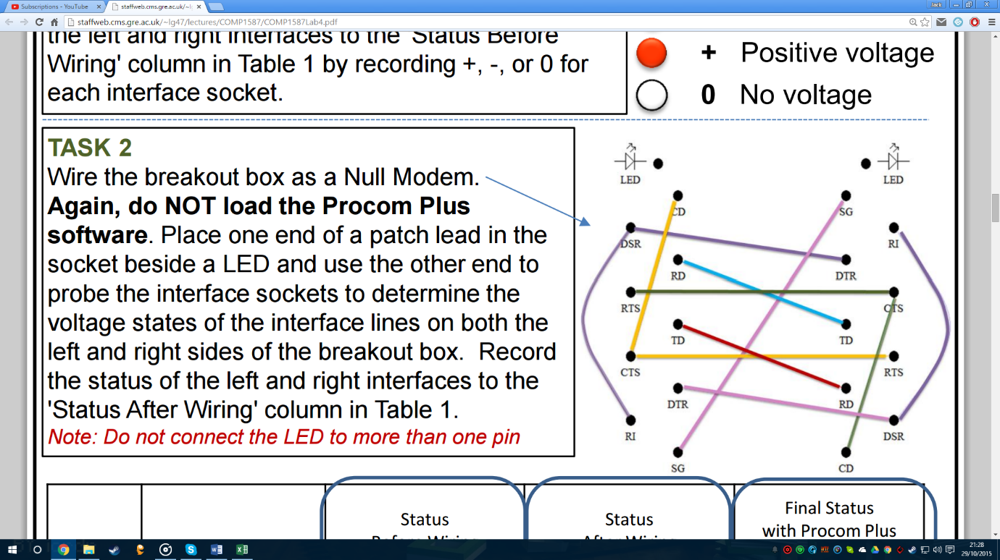 Subscriptions - YouTube
staffweb.cms.gre.ac.uk/~lg
Jack
staffweb.cms.gre.ac.uk/~lg47/lectures/COMP1587/COMP1587Lab4.pdf
the left and right interfaces to the 'Status Before
Wiring' column in Table 1 by recording +, -, or 0 for
each interface socket.
+ Positive voltage
0 No voltage
TASK 2
Wire the breakout box as a Null Modem.
Again, do NOT load the Procom Plus
software. Place one end of a patch lead in the
socket beside a LED and use the other end to
probe the interface sockets to determine the
voltage states of the interface lines on both the
left and right sides of the breakout box. Record
the status of the left and right interfaces to the
'Status After Wiring' column in Table 1.
Note: Do not connect the LED to more than one pin
LED LED
CD SG
DSR RI
RD DTR
RTS CTS
TD TD
CTS RTS
DTR RD
RI DSR
SG CD
Status
Before Wiring
Status
After Wiring
Final Status
with Procom Plus
21:28
29/10/2015